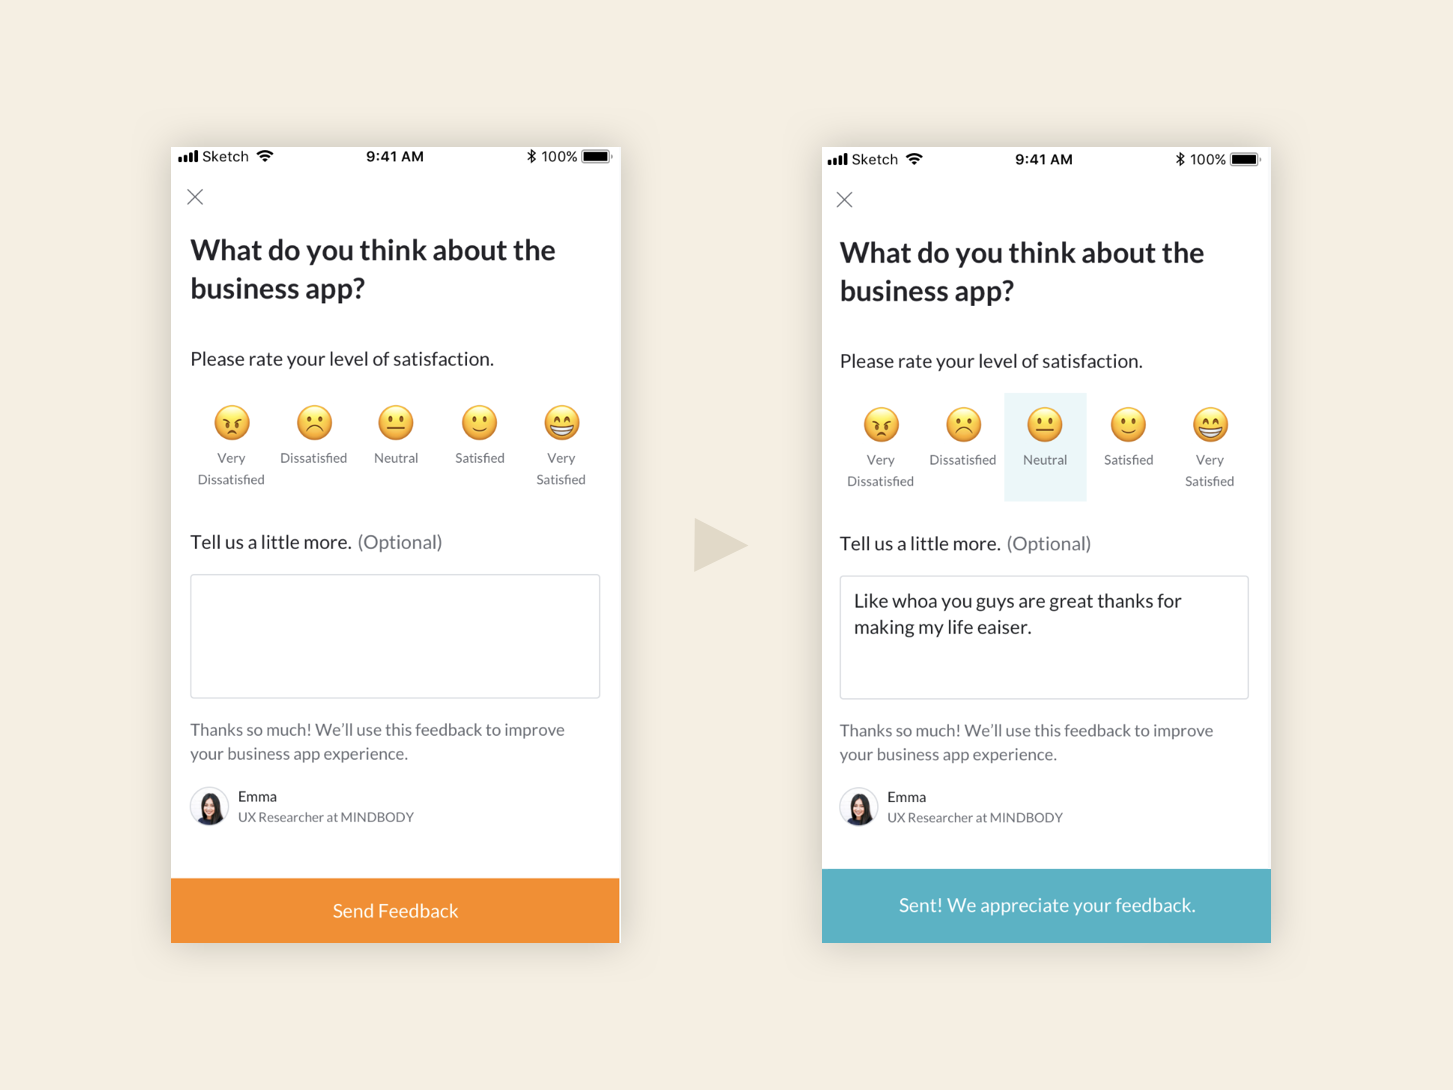 Sketch 9:41 AM 100%
What do you think about the
business app?
Please rate your level of satisfaction.
Very
Dissatisfied
Dissatisfied
Neutral
Satisfied
Very
Satisfied
Tell us a little more. (Optional)
Thanks so much! We'll use this feedback to improve
your business app experience.
Emma
UX Researcher at MINDBODY
Send Feedback
Sketch 9:41 AM 100%
What do you think about the
business app?
Please rate your level of satisfaction.
Very
Dissatisfied
Dissatisfied
Neutral
Satisfied
Very
Satisfied
Tell us a little more. (Optional)
Like whoa you guys are great thanks for
making my life eaiser.
Thanks so much! We'll use this feedback to improve
your business app experience.
Emma
UX Researcher at MINDBODY
Sent! We appreciate your feedback.